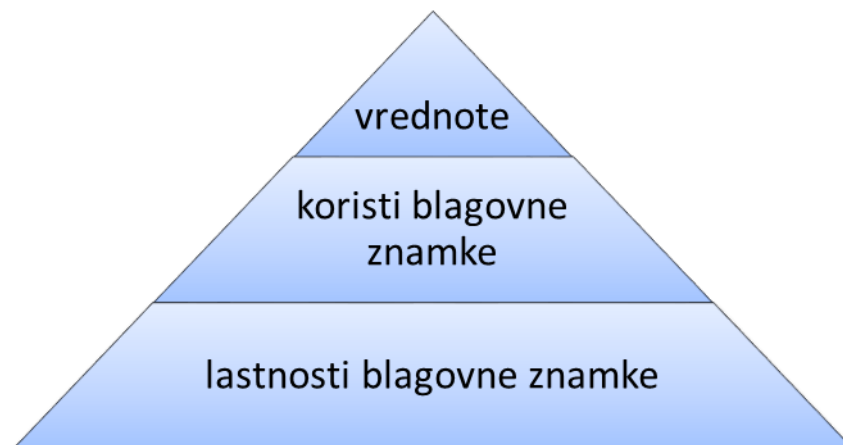 vrednote
koristi blagovne
znamke
lastnosti blagovne znamke